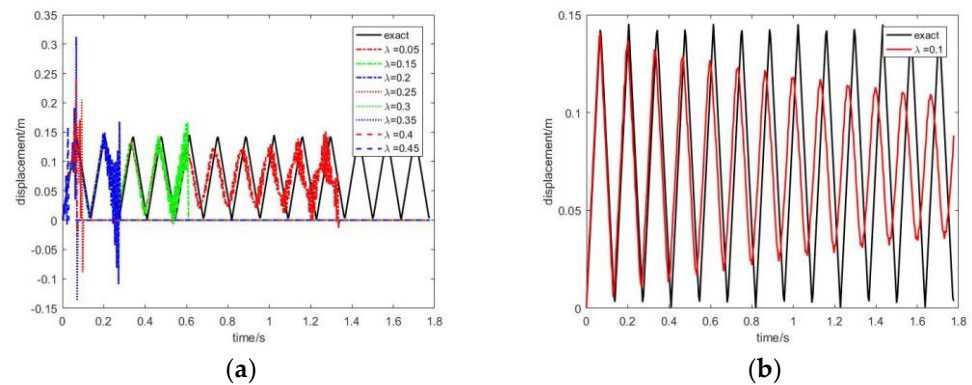 0.35
0.3
0.25
0.2
0.15
0.1
0.05
0
-0.05
-0.1
-0.15
displacement/m
0 0.2 0.4 0.6 0.8 1 1.2 1.4 1.6 1.8
time/s
exact
λ=0.05
λ=0.15
λ=0.2
λ=0.25
λ=0.3
λ=0.35
λ=0.4
λ=0.45
(a)
0.15
0.1
0.05
0
displacement/m
0 0.2 0.4 0.6 0.8 1 1.2 1.4 1.6 1.8
time/s
exact
λ=0.1
(b)